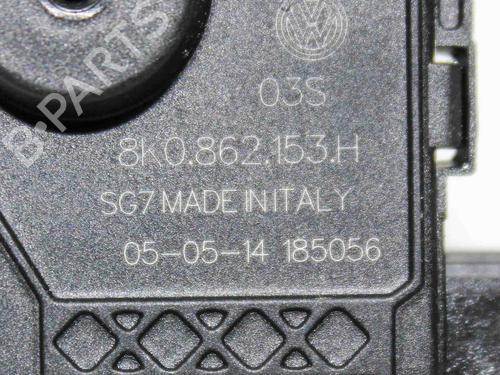 B-PARTS
03S
8K0.862.153.H
SG7 MADE IN ITALY
05-05-14 185056